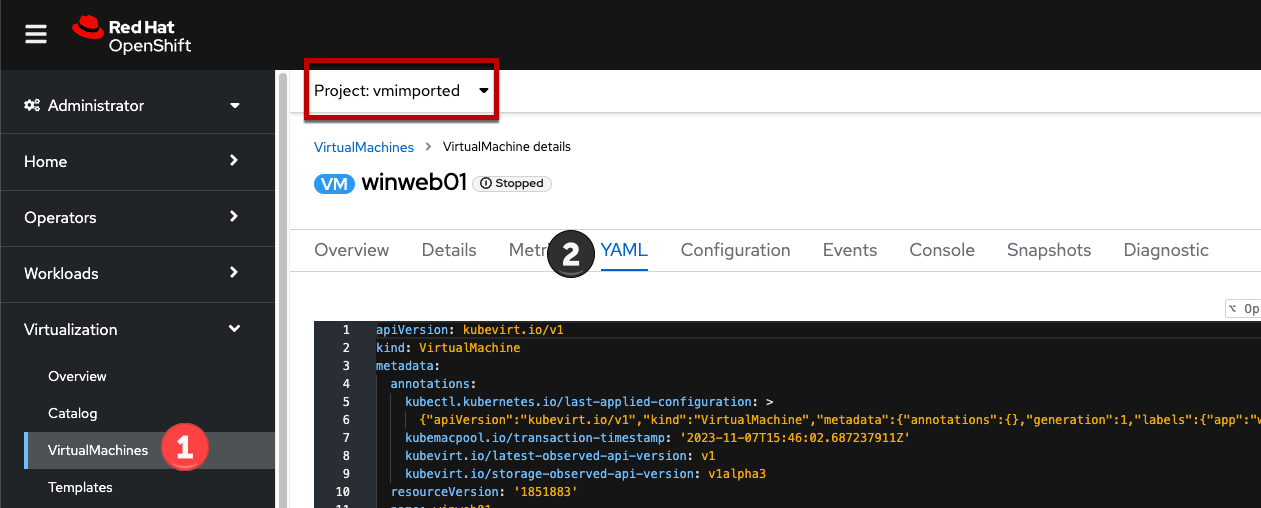 Red Hat
OpenShift
Administrator
Home
Operators
Workloads
Virtualization
Overview
Catalog
VirtualMachines 1
Templates
Project: vmimported
VirtualMachines > VirtualMachine details
VM winweb01 Stopped
Overview Details 2 YAML Configuration Events Console Snapshots Diagnostic
1 apiVersion: kubevirt.io/v1
2 kind: VirtualMachine
3 metadata:
4 annotations:
5 kubectl.kubernetes.io/last-applied-configuration: >
6 {"apiVersion":"kubevirt.io/v1","kind":"VirtualMachine","metadata":{"annotations":{},"generation":1,"labels":{"app":"
7 kubemacpool.io/transaction-timestamp: '2023-11-07T15:46:02.687237911Z'
8 kubevirt.io/latest-observed-api-version: v1
9 kubevirt.io/storage-observed-api-version: v1alpha3
10 resourceVersion: '1851883'